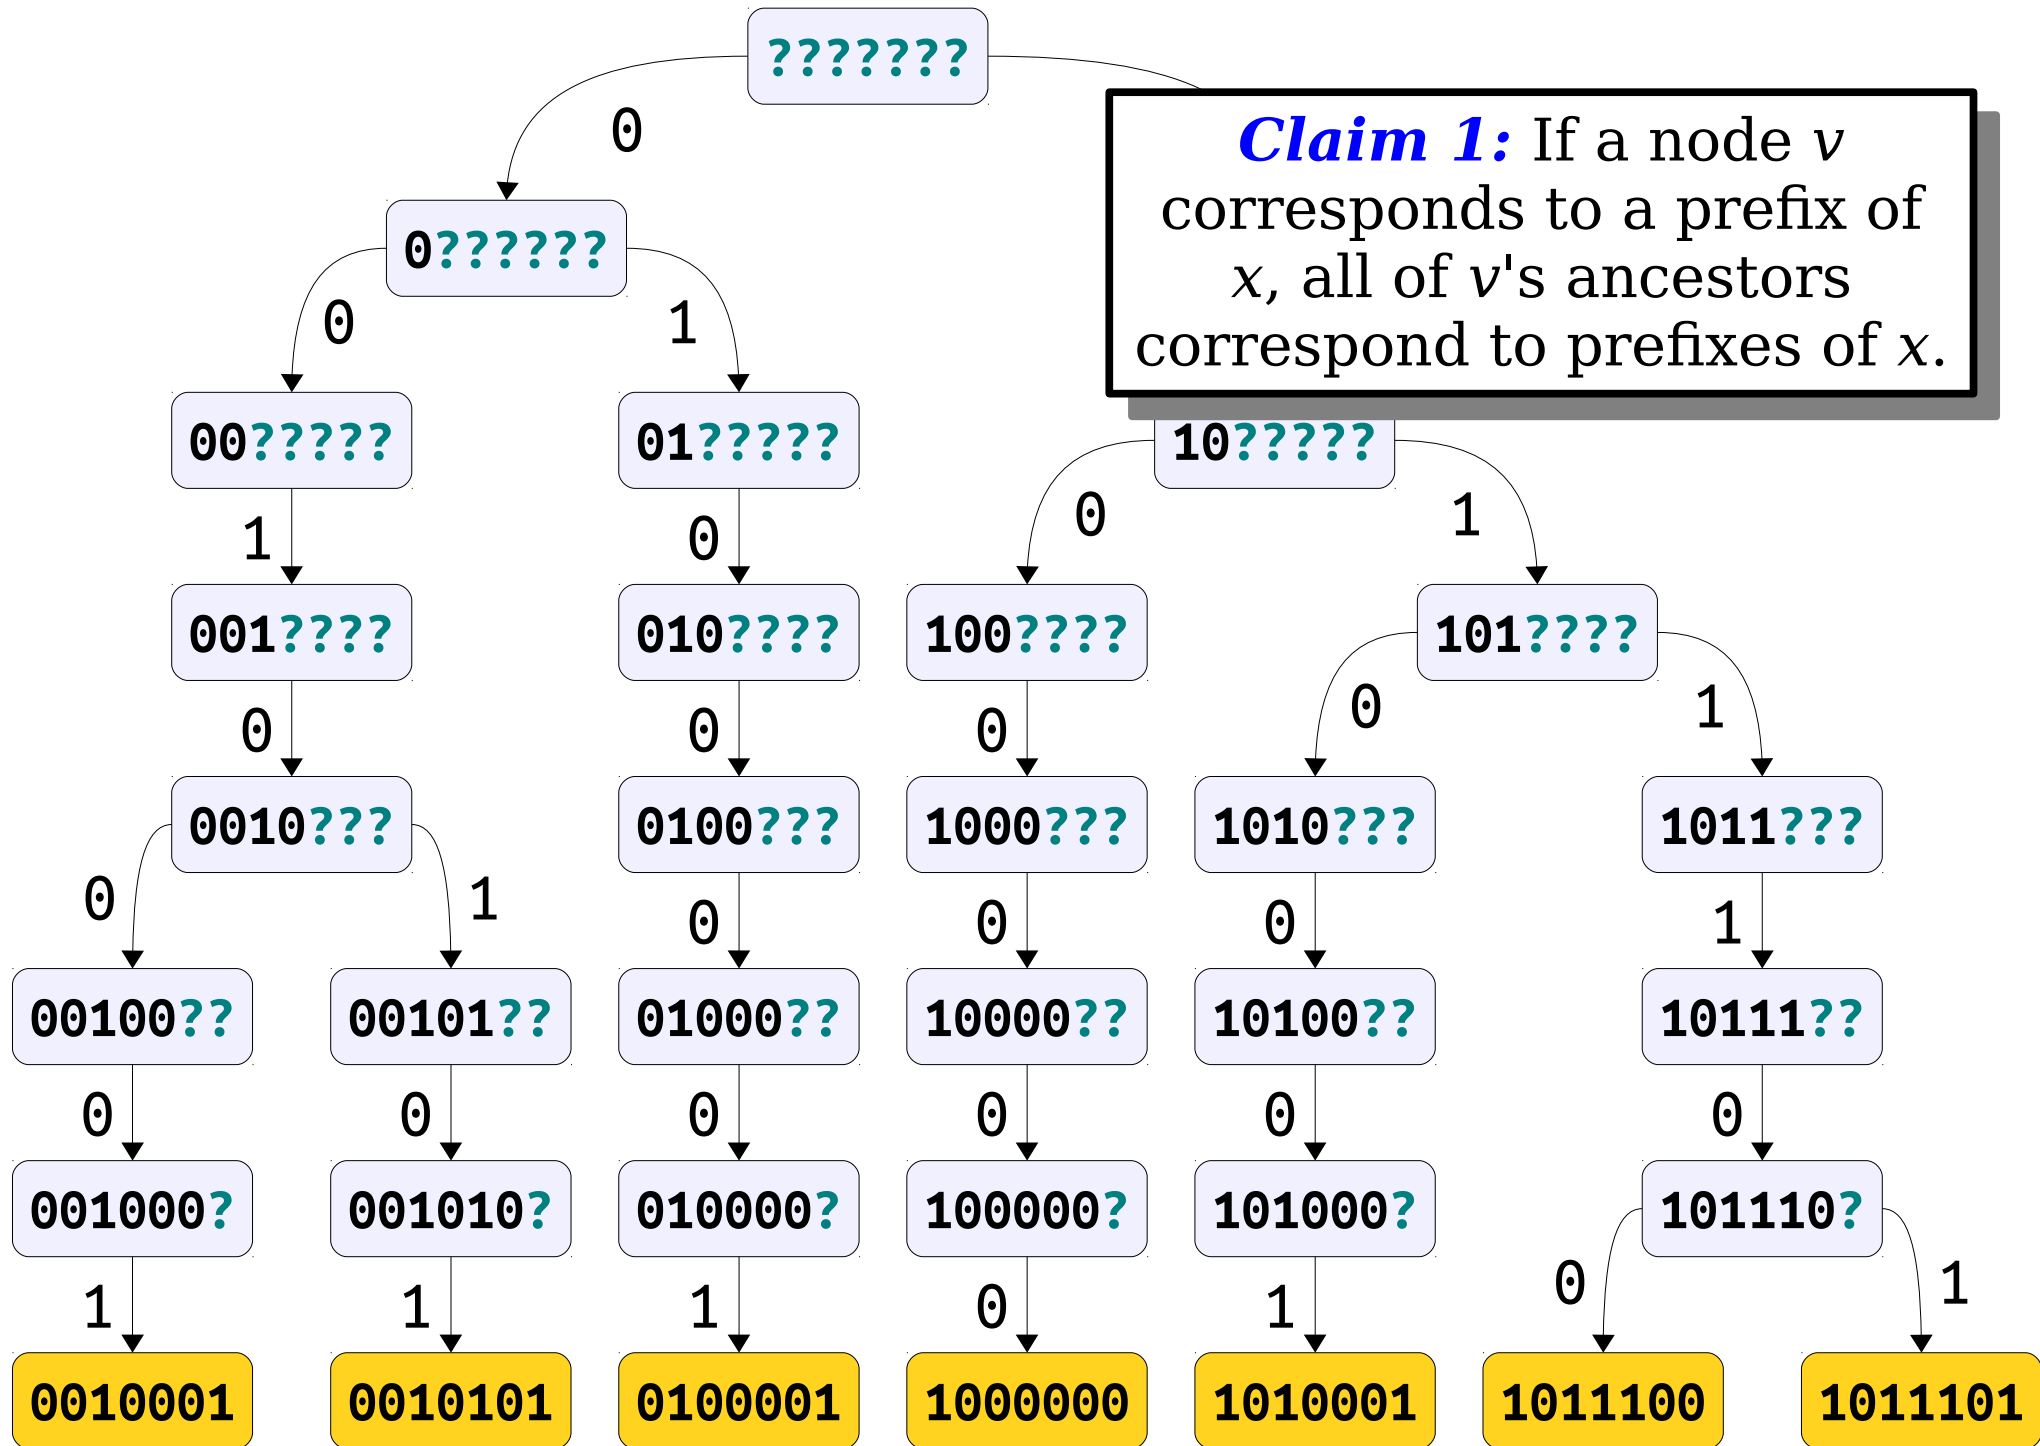 ???????
0
Claim 1: If a node v
corresponds to a prefix of
x, all of v's ancestors
correspond to prefixes of x.
0??????
0 1
00????? 01????? 10?????
1 0 0 1
001???? 010???? 100???? 101????
0 0 0 0 1
0010??? 0100??? 1000??? 1010??? 1011???
0 1 0 0 0 1
00100?? 00101?? 01000?? 10000?? 10100?? 10111??
0 0 0 0 0 0
001000? 001010? 010000? 100000? 101000? 101110?
1 1 1 0 1 0 1
0010001 0010101 0100001 1000000 1010001 1011100 1011101